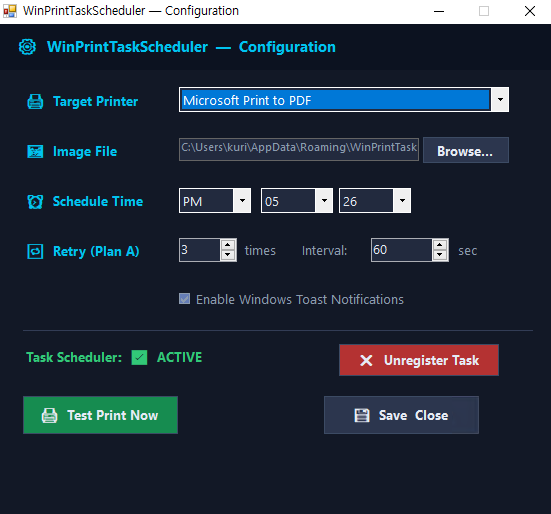 WinPrintTaskScheduler — Configuration
WinPrintTaskScheduler — Configuration
Target Printer
Microsoft Print to PDF
Image File
C:\Users\kuri\AppData\Roaming\WinPrintTask
Browse...
Schedule Time
PM
05
26
Retry (Plan A)
3
times
Interval:
60
sec
Enable Windows Toast Notifications
Task Scheduler:
ACTIVE
Unregister Task
Test Print Now
Save Close